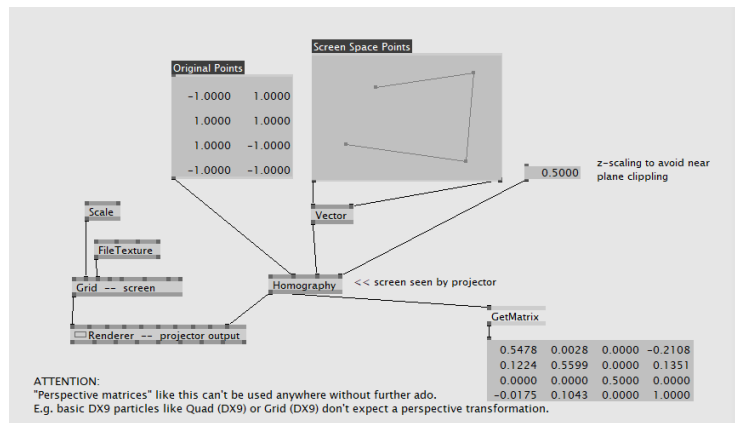 Screen Space Points
Original Points
-1.0000 1.0000
1.0000 1.0000
1.0000 -1.0000
-1.0000 -1.0000
0.5000
z-scaling to avoid near
plane clippling
Scale
Vector
FileTexture
Grid -- screen
Homography
<< screen seen by projector
GetMatrix
Renderer -- projector output
0.5478 0.0028 0.0000 -0.2108
0.1224 0.5599 0.0000 0.1351
0.0000 0.0000 0.5000 0.0000
-0.0175 0.1043 0.0000 1.0000
ATTENTION:
"Perspective matrices" like this can't be used anywhere without further ado.
E.g. basic DX9 particles like Quad (DX9) or Grid (DX9) don't expect a perspective transformation.